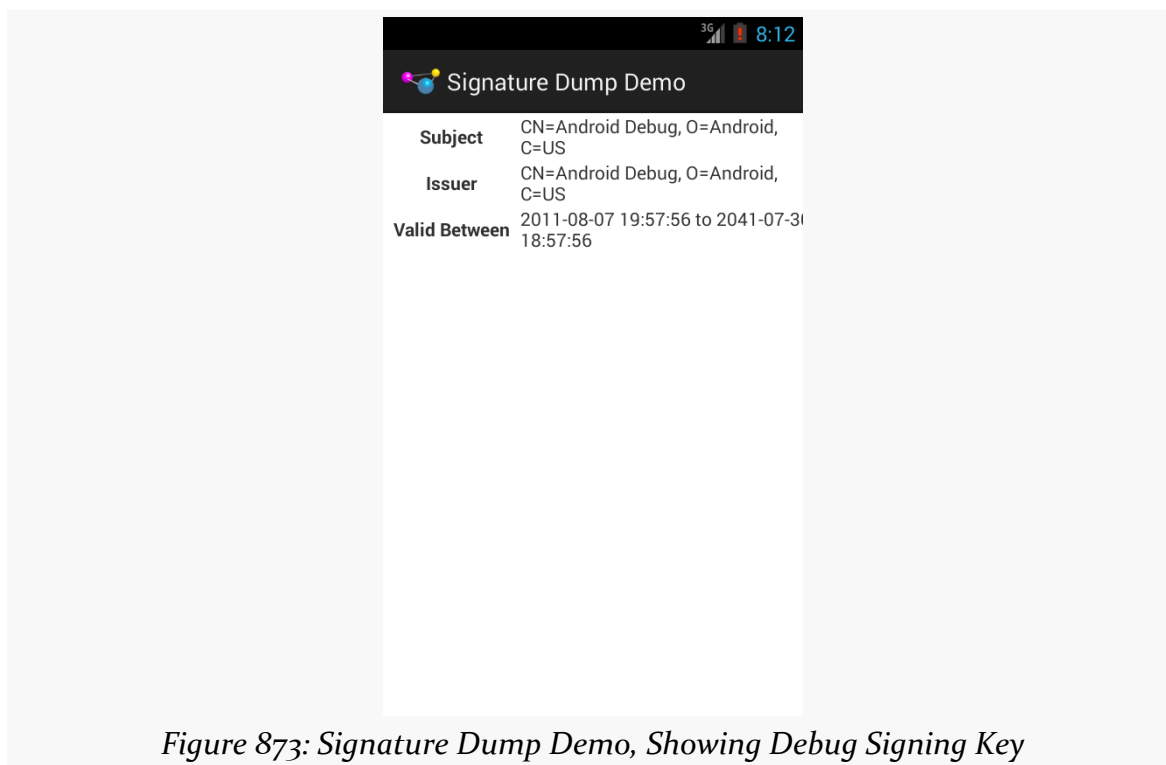 3G 8:12
Signature Dump Demo
Subject CN=Android Debug, O=Android,
C=US
Issuer CN=Android Debug, O=Android,
C=US
Valid Between 2011-08-07 19:57:56 to 2041-07-30
18:57:56
Figure 873: Signature Dump Demo, Showing Debug Signing Key